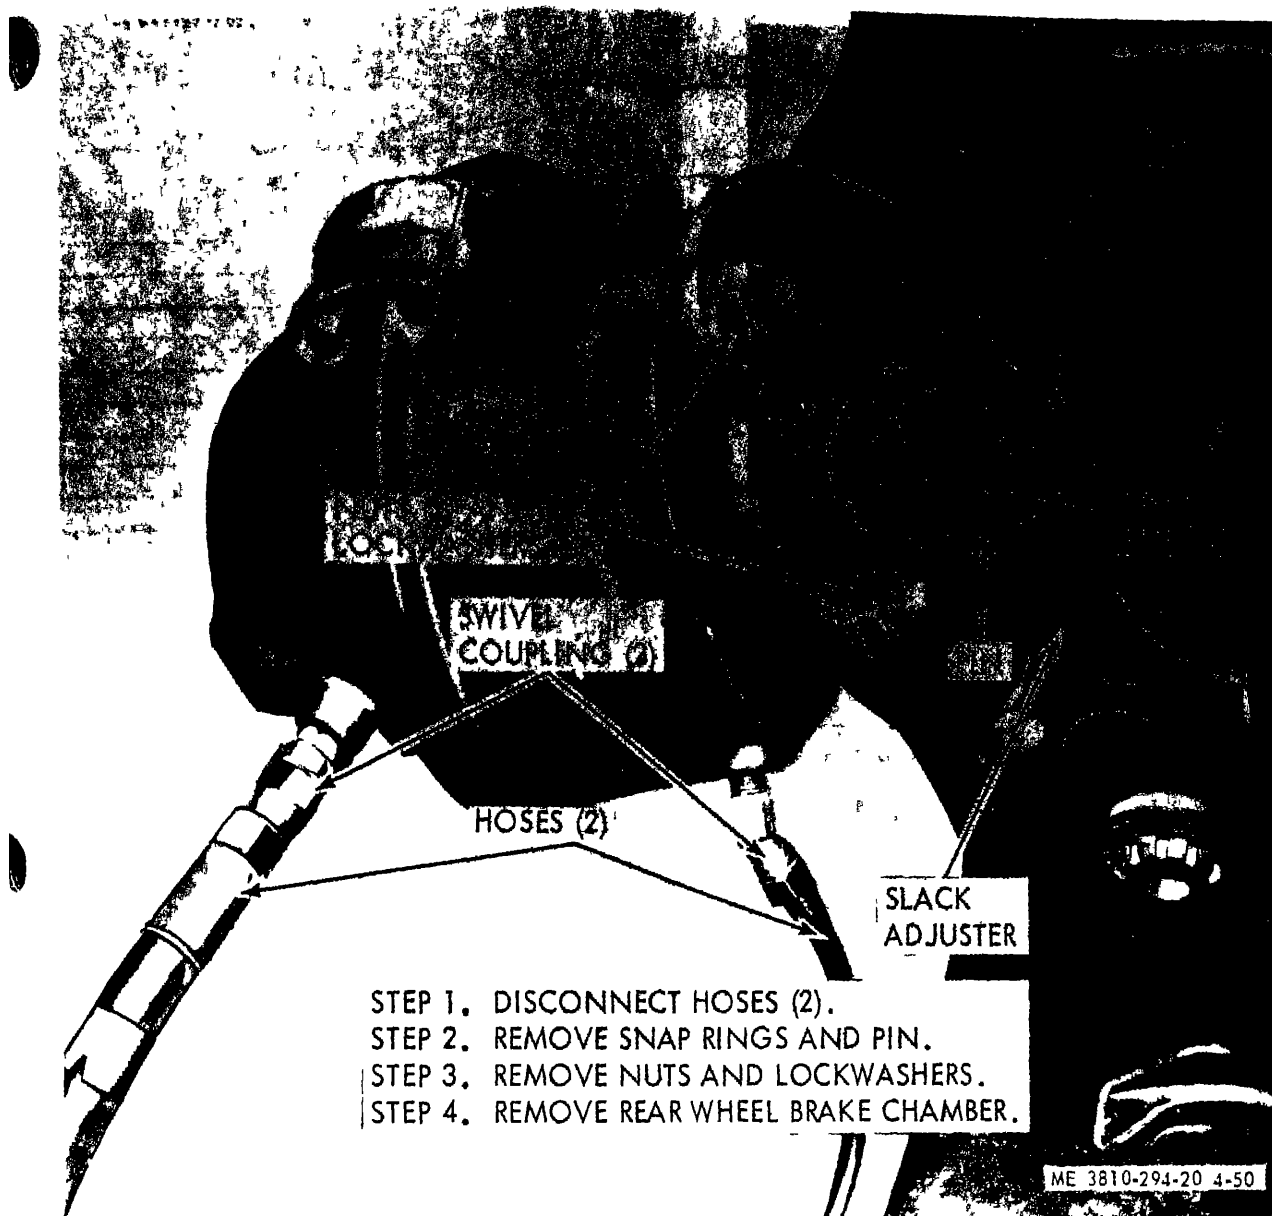 SWIVEL
COUPLING (2)
HOSES (2)
SLACK
ADJUSTER
STEP 1. DISCONNECT HOSES (2).
STEP 2. REMOVE SNAP RINGS AND PIN.
STEP 3. REMOVE NUTS AND LOCKWASHERS.
STEP 4. REMOVE REAR WHEEL BRAKE CHAMBER.
ME 3810-294-20 4-50